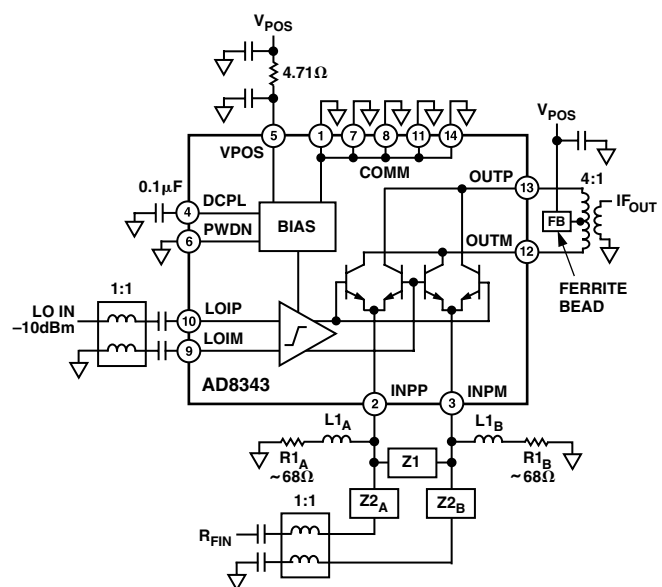 VPOS
4.71Ω
VPOS
5
1
7
8
11
14
VPOS
COMM
OUTP
13
4:1
0.1μF
4
DCPL
6
PWDN
BIAS
FB
IFOUT
OUTM
12
FERRITE
BEAD
1:1
LO IN
–10dBm
10
LOIP
9
LOIM
AD8343
INPP
INPM
2
3
L1A
L1B
R1A
~68Ω
Z1
R1B
~68Ω
1:1
Z2A
Z2B
RFIN